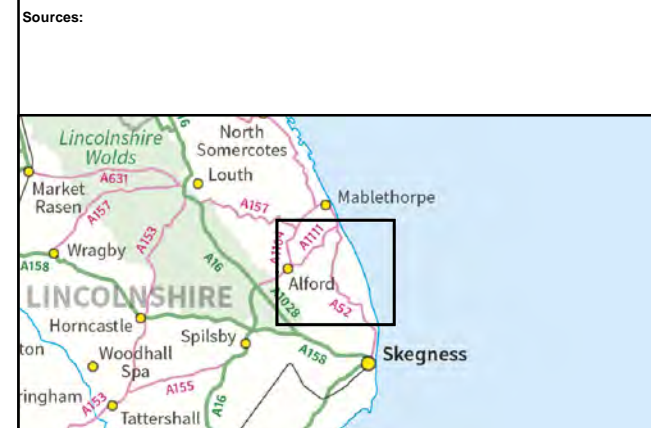 Sources:
6
Lincolnshire
Wolds
North
Somercotes
A631
Louth
Market
Rasen
A157
A157
Mablethorpe
A153
A1104
A1111
Wragby
A16
A158
Alford
LINCOLNSHIRE
A1028
A52
Horncastle
Spilsby
ton
Woodhall
Spa
A158
Skegness
A155
ringham
A153
A16
Tattershall